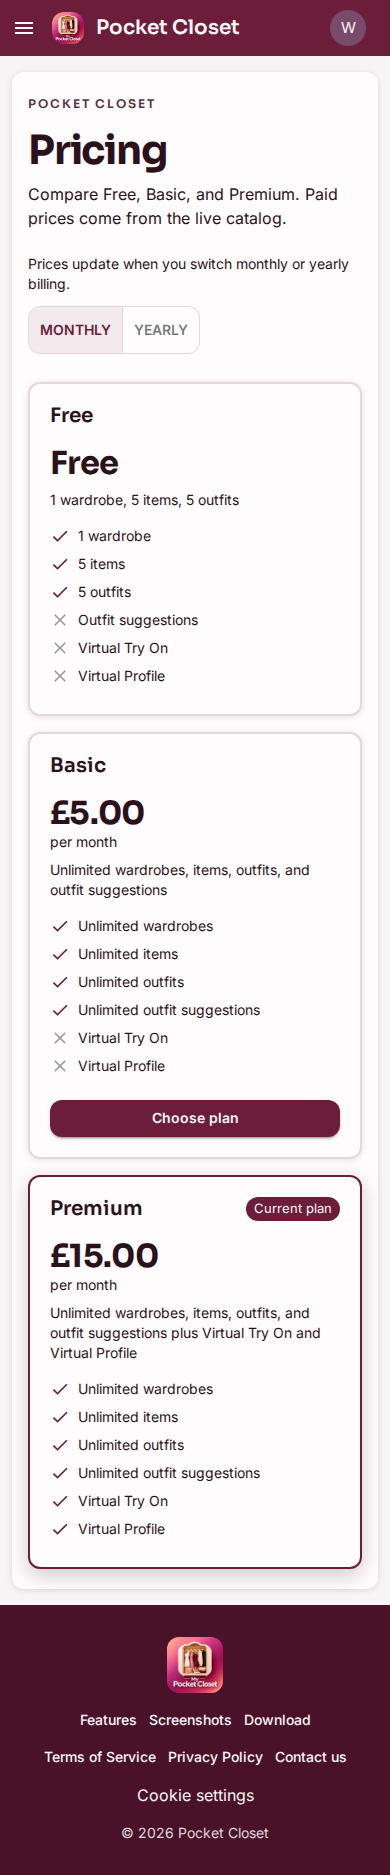 Pocket Closet
W
POCKET CLOSET
Pricing
Compare Free, Basic, and Premium. Paid
prices come from the live catalog.
Prices update when you switch monthly or yearly
billing.
MONTHLY YEARLY
Free
Free
1 wardrobe, 5 items, 5 outfits
1 wardrobe
5 items
5 outfits
Outfit suggestions
Virtual Try On
Virtual Profile
Basic
£5.00
per month
Unlimited wardrobes, items, outfits, and
outfit suggestions
Unlimited wardrobes
Unlimited items
Unlimited outfits
Unlimited outfit suggestions
Virtual Try On
Virtual Profile
Choose plan
Premium
Current plan
£15.00
per month
Unlimited wardrobes, items, outfits, and
outfit suggestions plus Virtual Try On and
Virtual Profile
Unlimited wardrobes
Unlimited items
Unlimited outfits
Unlimited outfit suggestions
Virtual Try On
Virtual Profile
My
Pocket Closet
Features Screenshots Download
Terms of Service Privacy Policy Contact us
Cookie settings
© 2026 Pocket Closet